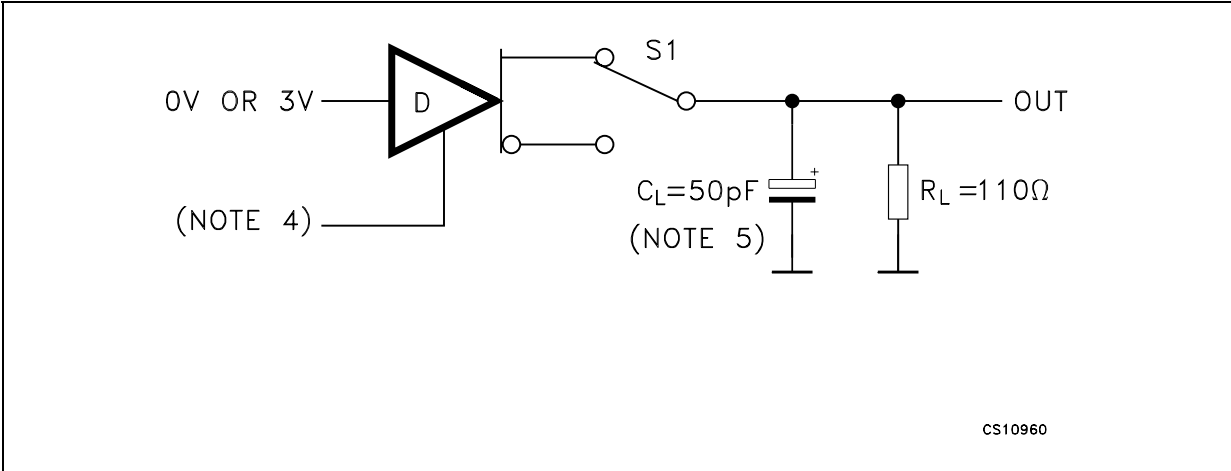 S1
0V OR 3V
D
OUT
C_L=50pF
+
R_L=110Ω
(NOTE 4)
(NOTE 5)
CS10960